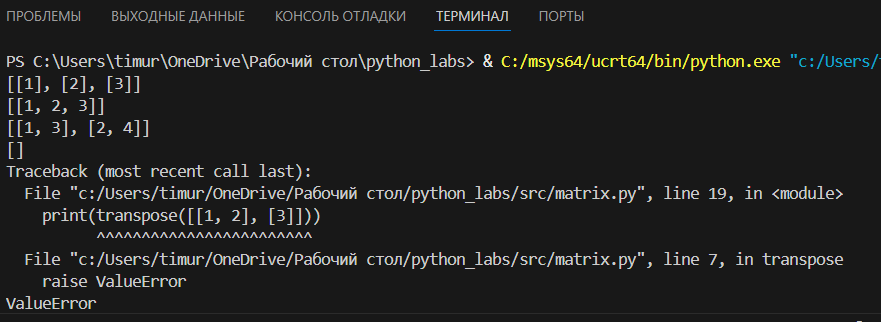 ПРОБЛЕМЫ ВЫХОДНЫЕ ДАННЫЕ КОНСОЛЬ ОТЛАДКИ ТЕРМИНАЛ ПОРТЫ
PS C:\Users\timur\OneDrive\Рабочий стол\python_labs> & C:/msys64/ucrt64/bin/python.exe "c:/Users/
[[1], [2], [3]]
[[1, 2, 3]]
[[1, 3], [2, 4]]
[]
Traceback (most recent call last):
  File "c:/Users/timur/OneDrive/Рабочий стол/python_labs/src/matrix.py", line 19, in <module>
    print(transpose([[1, 2], [3]]))
          ^^^^^^^^^^^^^^^^^^^^^^^^
  File "c:/Users/timur/OneDrive/Рабочий стол/python_labs/src/matrix.py", line 7, in transpose
    raise ValueError
ValueError